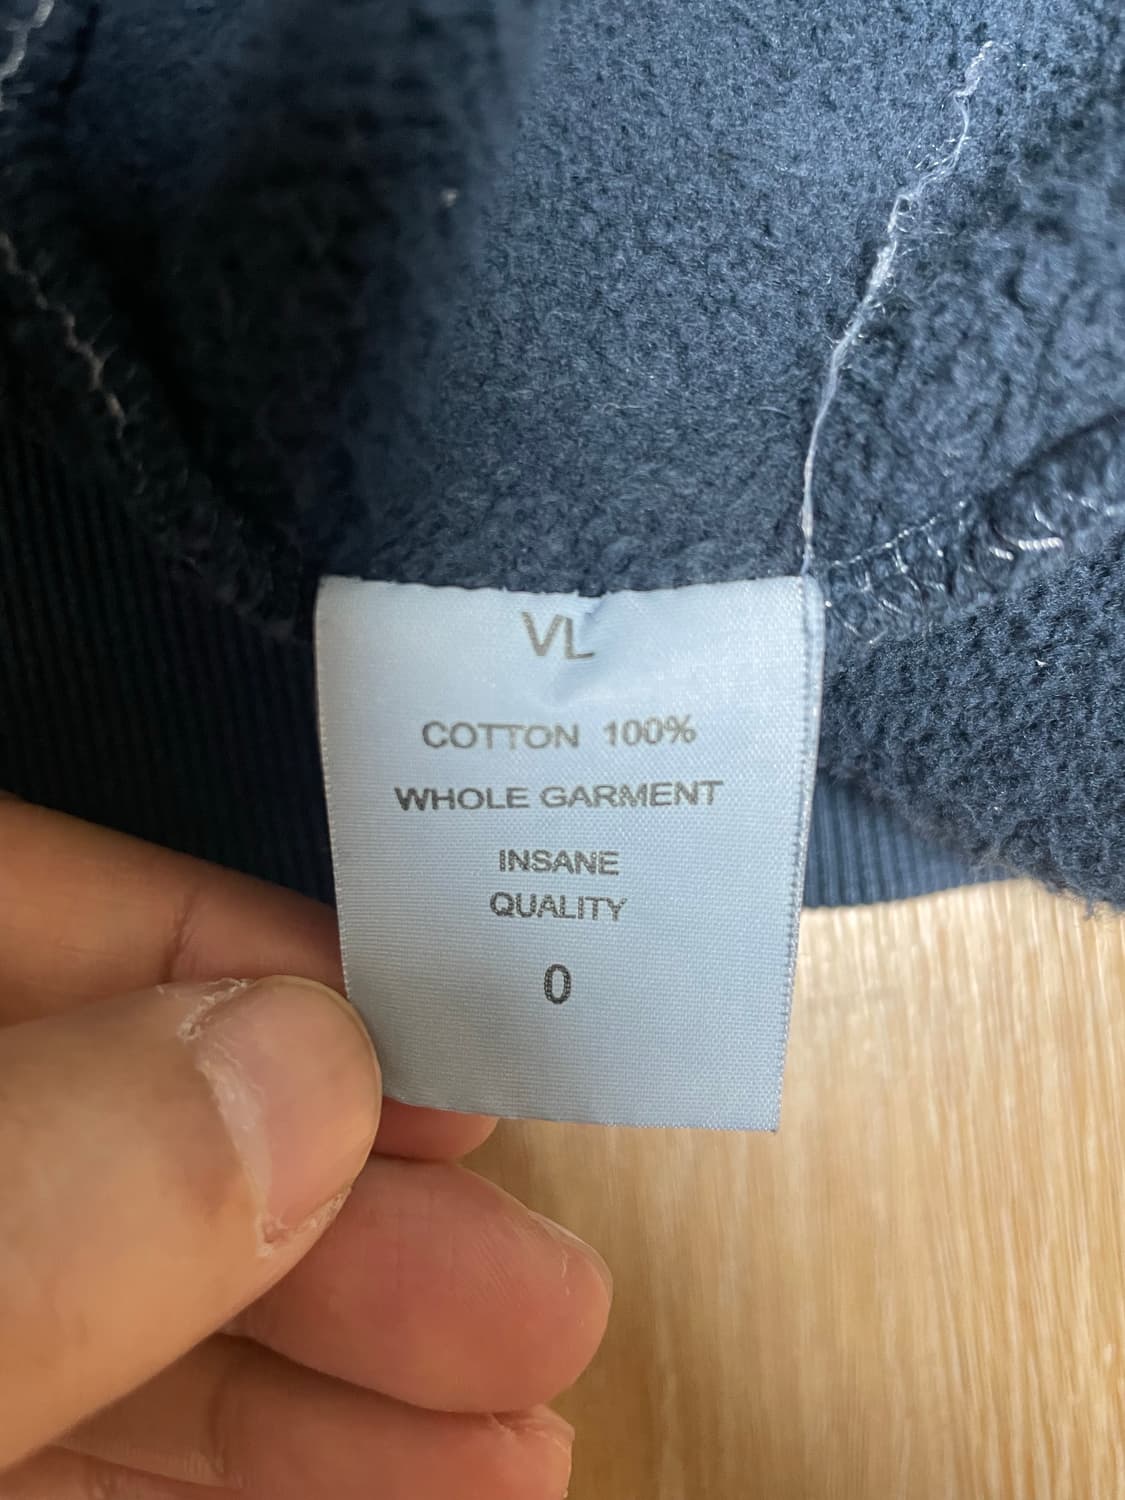 VL
COTTON 100%
WHOLE GARMENT
INSANE
QUALITY
0